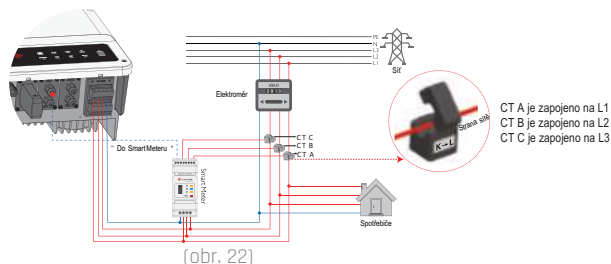 PE
N
L3
L2
L1
Síť
Elektroměr
CT C
CT B
CT A
" Do SmartMeteru "
Smart Meter
Strana sítě
K→L
CT A je zapojeno na L1
CT B je zapojeno na L2
CT C je zapojeno na L3
Spotřebiče
(obr. 22)